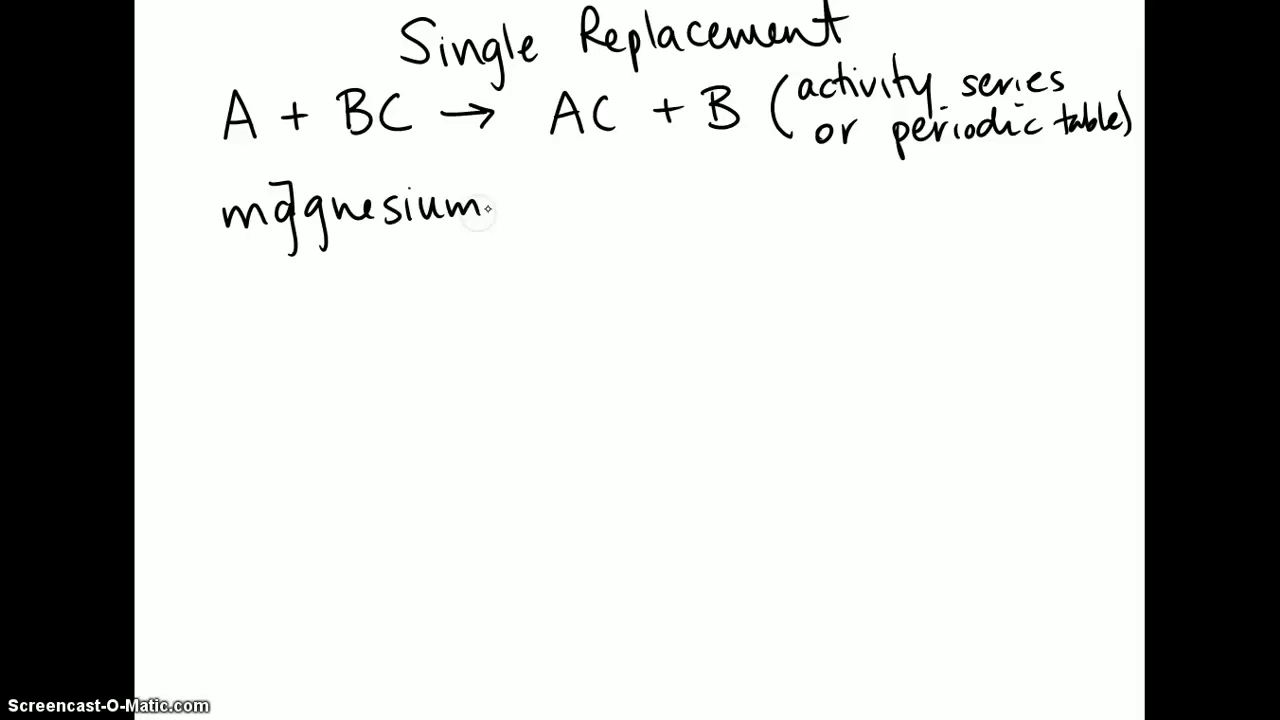 Single Replacement
A + BC → AC + B (activity series
or periodic table)
magnesium
Screencast-O-Matic.com